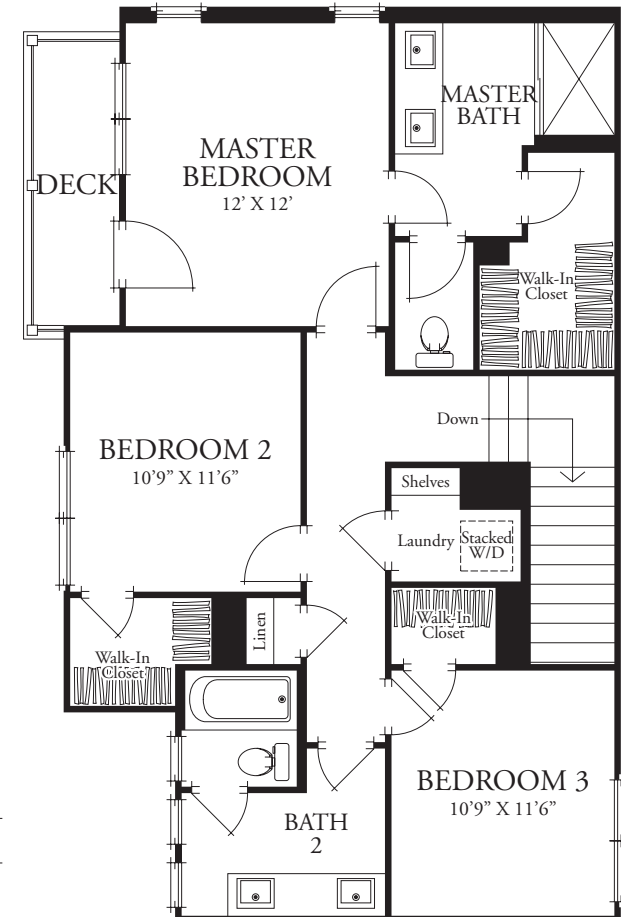 MASTER
BATH
MASTER
BEDROOM
12’ X 12’
DECK
Walk-In
Closet
Down
BEDROOM 2
10’9” X 11’6”
Shelves
Laundry
Stacked
W/D
Linen
Walk-In
Closet
Walk-In
Closet
BEDROOM 3
10’9” X 11’6”
BATH
2